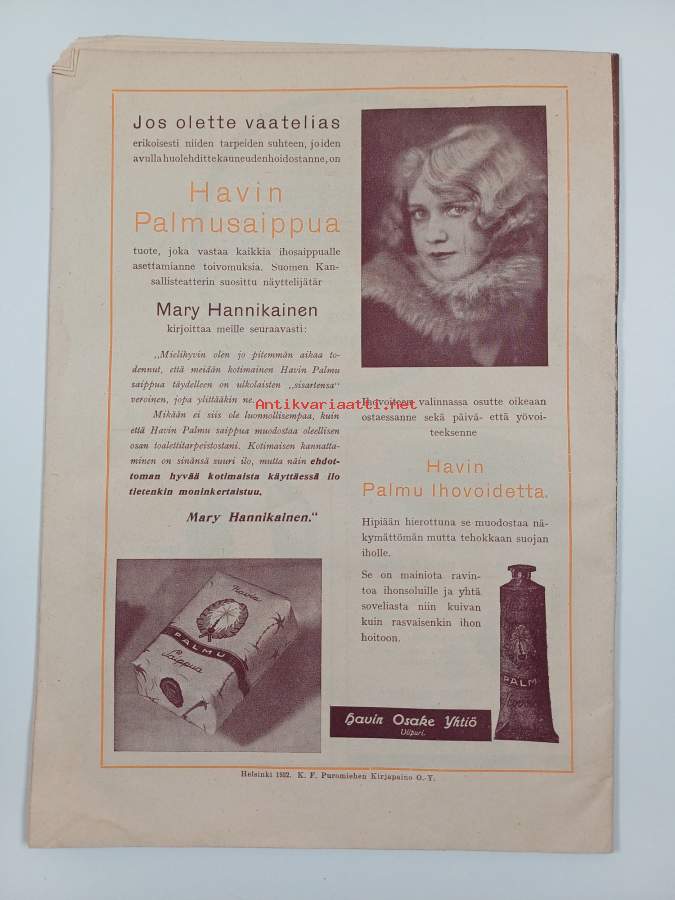 Jos olette vaatelias
erikoisesti niiden tarpeiden suhteen, joiden
avulla huolehditte kauneudenhoidostanne, on
Havin
Palmusaippua
tuote, joka vastaa kaikkia ihosaippualle
asettamianne toivomuksia. Suomen Kan-
sallisteatterin suosittu näyttelijätär
Mary Hannikainen
kirjoittaa meille seuraavasti:
„Mielihyvin olen jo pitemmän aikaa to-
dennut, että meidän kotimainen Havin Palmu
saippua täydelleen on ulkolaisten „sisartensa“
veroinen, jopa ylittääkin ne.
Mikään ei siis ole luonnollisempaa, kuin
että Havin Palmu saippua muodostaa oleellisen
osan toalettitarpeistostani. Kotimaisen kannatta-
minen on sinänsä suuri ilo, mutta näin ehdot-
toman hyvää kotimaista käyttäessä ilo
tietenkin moninkertaistuu.
Mary Hannikainen.“
Havin
PALMU
Saippua
Antikvariaatti.net
Ihovoiteen valinnassa osutte oikeaan
ostaessanne sekä päivä- että yövoi-
teeksenne
Havin
Palmu Ihovoidetta.
Hipiään hierottuna se muodostaa nä-
kymättömän mutta tehokkaan suojan
iholle.
Se on mainiota ravin-
toa ihonsoluille ja yhtä
soveliasta niin kuivan
kuin rasvaisenkin ihon
hoitoon.
PALMU
Havin Osake Yhtiö
Viipuri.
Helsinki 1932. K. F. Puromiehen Kirjapaino O.-Y.